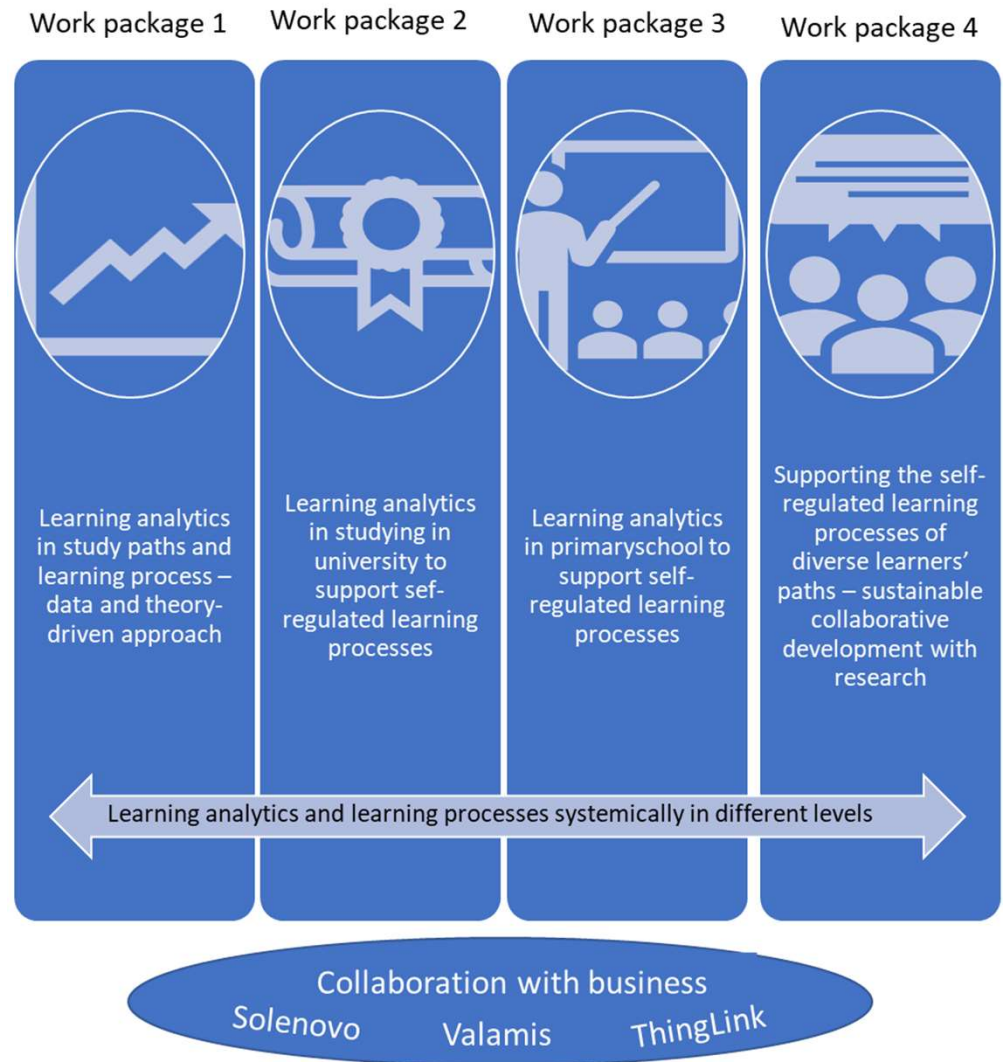 Work package 1
Work package 2
Work package 3
Work package 4
Learning analytics
in study paths and
learning process –
data and theory-
driven approach
Learning analytics
in studying in
university to
support sef-
regulated learning
processes
Learning analytics
in primaryschool to
support self-
regulated learning
processes
Supporting the self-
regulated learning
processes of
diverse learners’
paths – sustainable
collaborative
development with
research
Learning analytics and learning processes systemically in different levels
Collaboration with business
Solenovo
Valamis
ThingLink